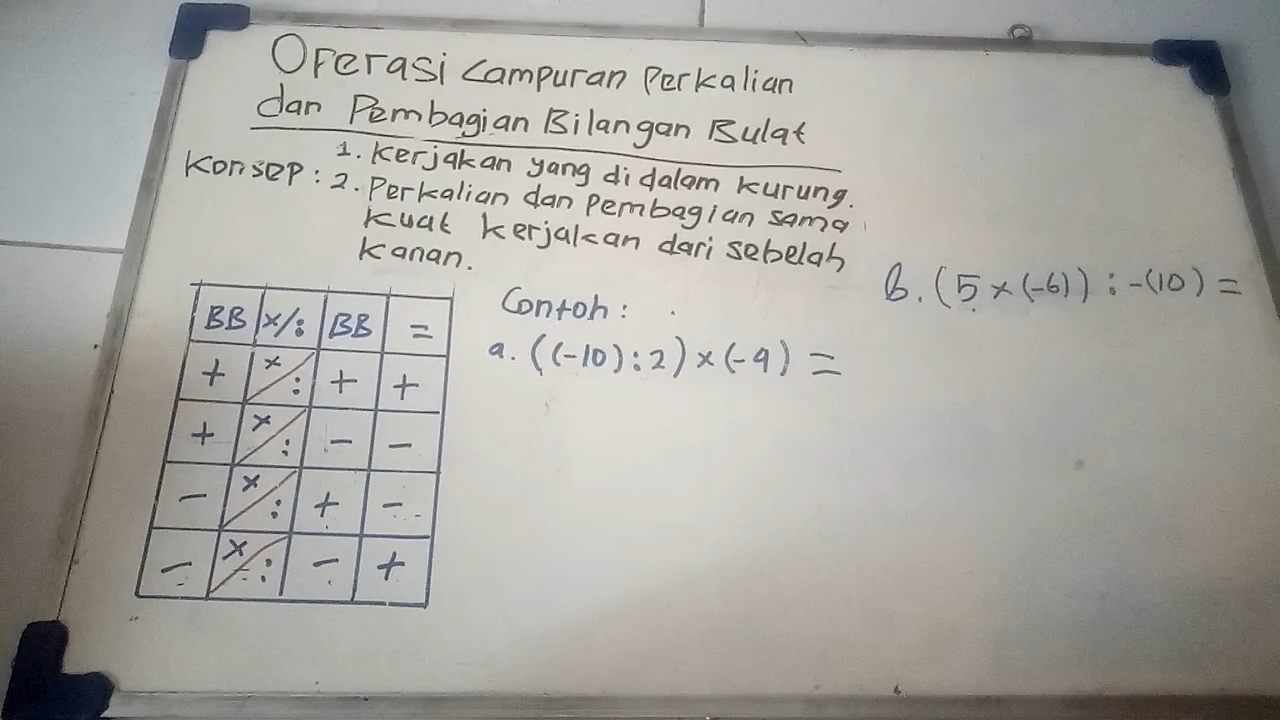 Operasi Campuran Perkalian
dan Pembagian Bilangan Bulat
Konsep : 1. Kerjakan yang di dalam kurung.
2. Perkalian dan Pembagian sama
kuat kerjakan dari sebelah
kanan.
BB x/: BB =
+ x/: + +
+ x/: - -
- x/: + -
- x/: - +
Contoh :
a. ((-10) : 2) x (-9) =
b. (5 x (-6)) : -(10) =